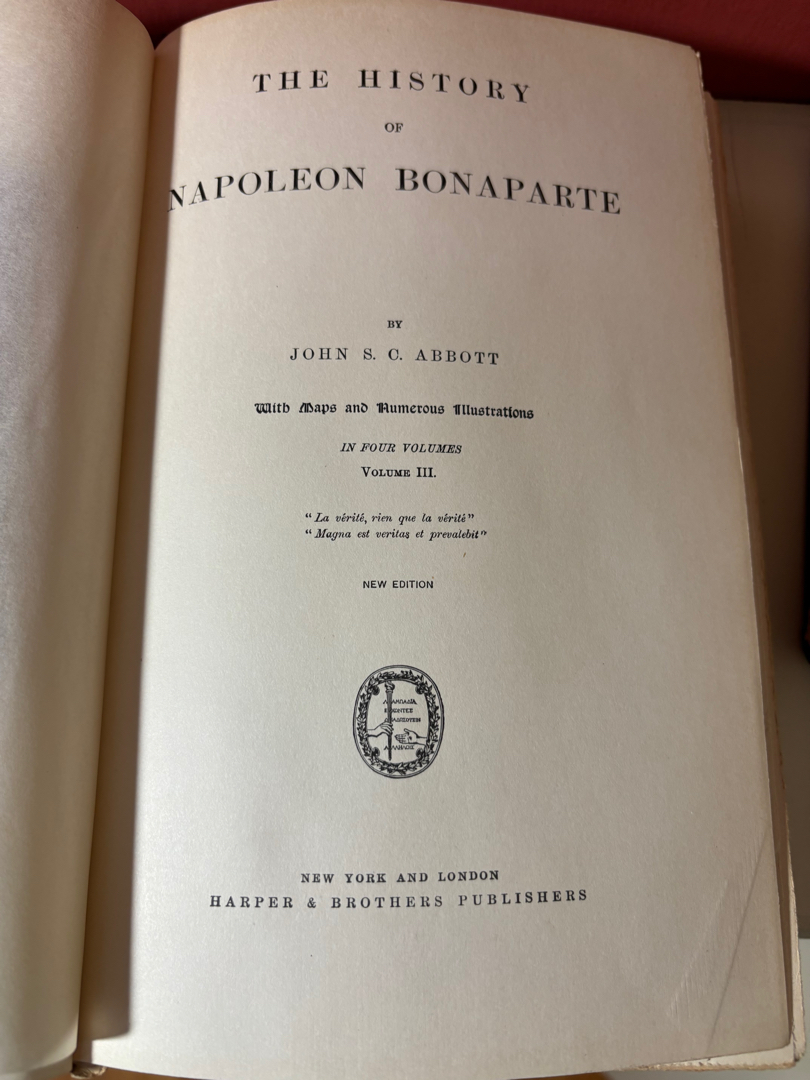 THE HISTORY
OF
NAPOLEON BONAPARTE
BY
JOHN S. C. ABBOTT
With Maps and Numerous Illustrations
IN FOUR VOLUMES
VOLUME III.
"La vérité, rien que la vérité"
"Magna est veritas et prevalebit"
NEW EDITION
NEW YORK AND LONDON
HARPER & BROTHERS PUBLISHERS